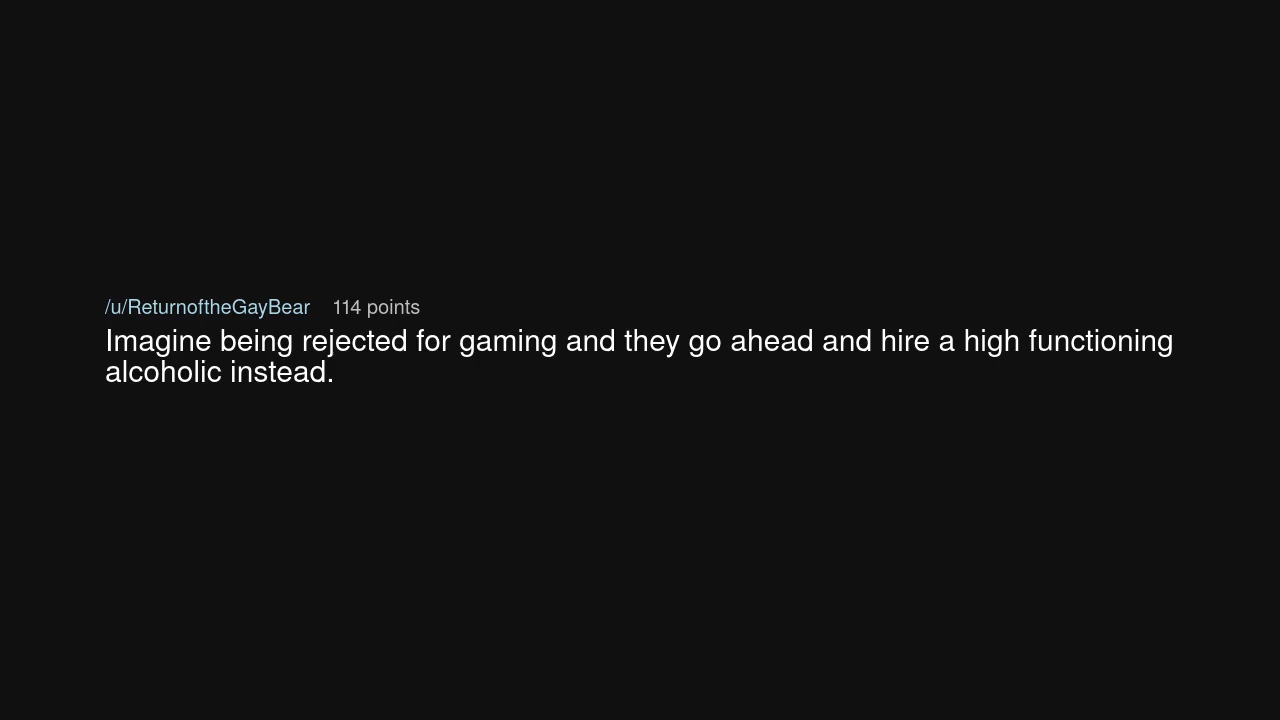 /u/ReturnoftheGayBear 114 points
Imagine being rejected for gaming and they go ahead and hire a high functioning
alcoholic instead.